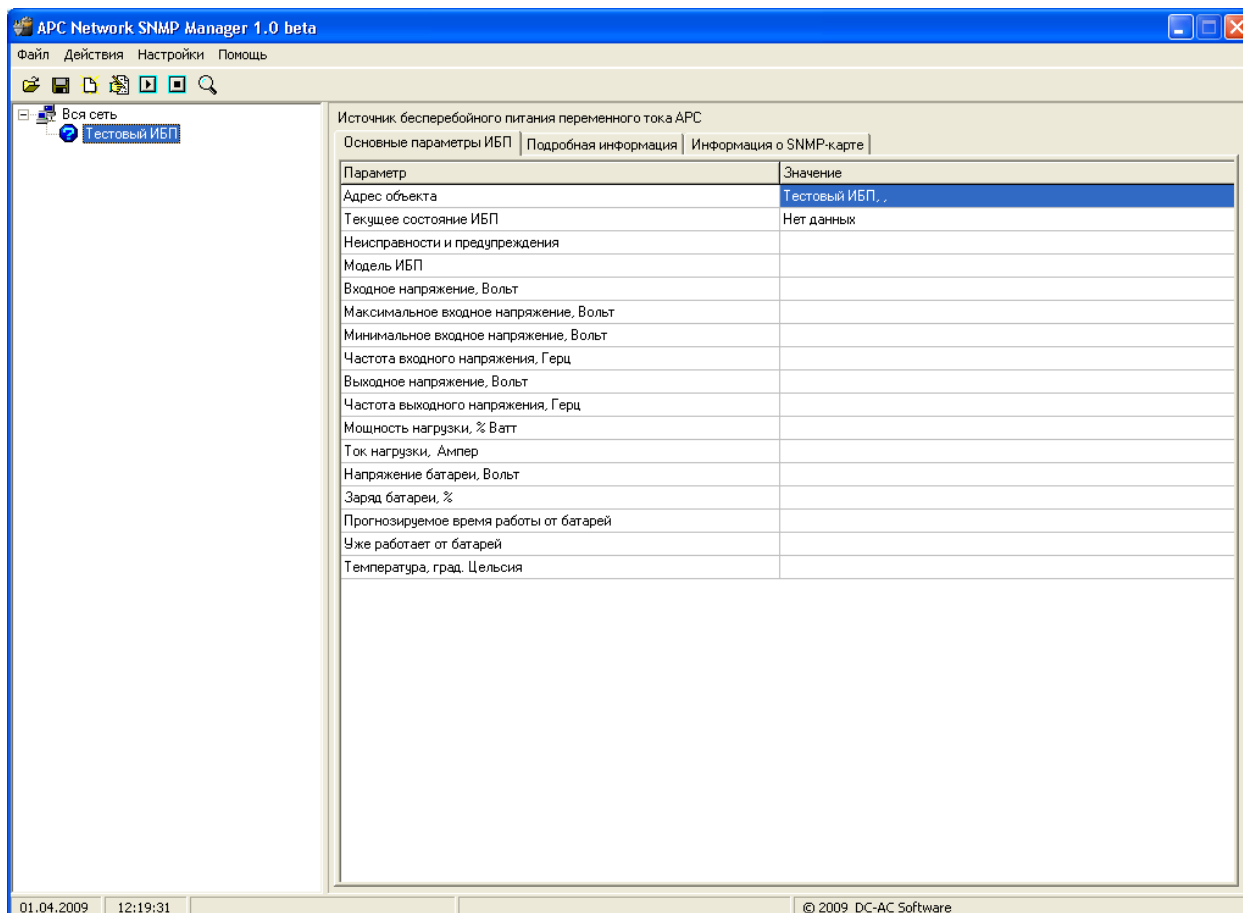 APC Network SNMP Manager 1.0 beta
Файл Действия Настройки Помощь
Вся сеть
Тестовый ИБП
Источник бесперебойного питания переменного тока APC
Основные параметры ИБП Подробная информация Информация о SNMP-карте
Параметр Значение
Адрес объекта Тестовый ИБП, ,
Текущее состояние ИБП Нет данных
Неисправности и предупреждения
Модель ИБП
Входное напряжение, Вольт
Максимальное входное напряжение, Вольт
Минимальное входное напряжение, Вольт
Частота входного напряжения, Герц
Выходное напряжение, Вольт
Частота выходного напряжения, Герц
Мощность нагрузки, % Ватт
Ток нагрузки, Ампер
Напряжение батареи, Вольт
Заряд батареи, %
Прогнозируемое время работы от батарей
Уже работает от батарей
Температура, град. Цельсия
01.04.2009 12:19:31 © 2009 DC-AC Software